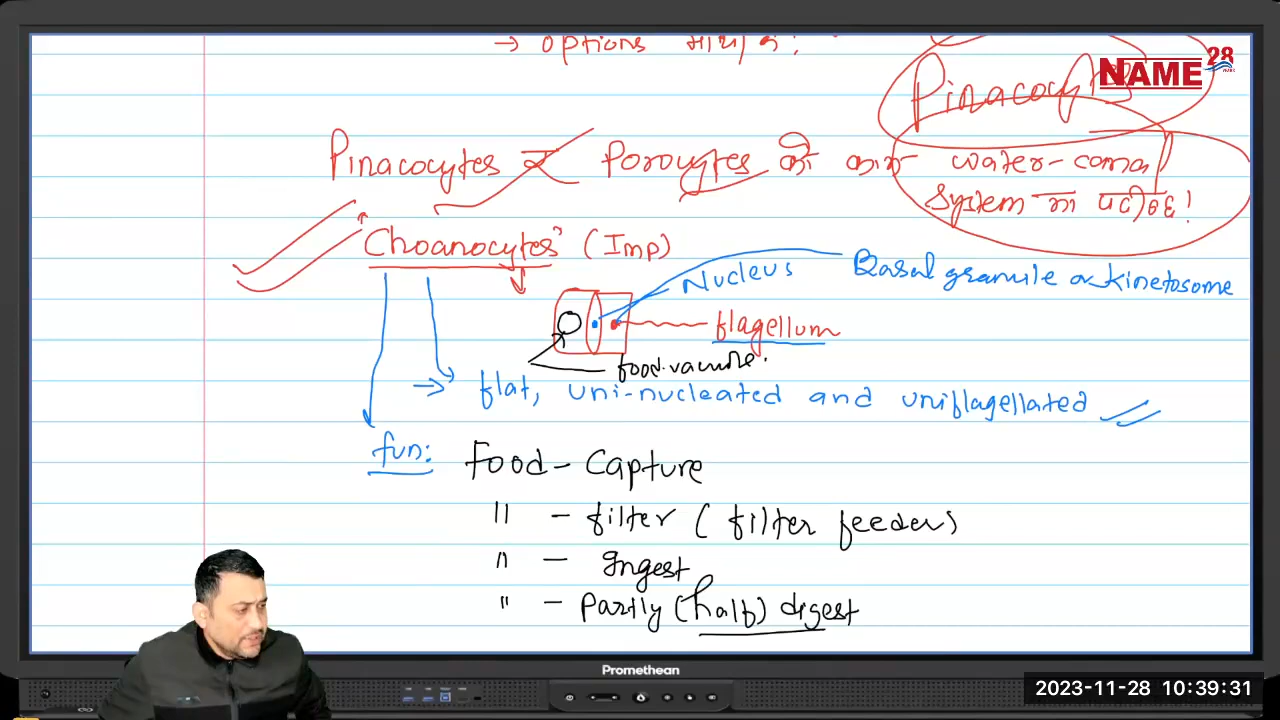 → options
NAME 28
Pinacocytes
Pinacocytes र Porocytes को काम water-canal
System मा पढीन्छ!
"Choanocytes" (Imp)
Nucleus
Basal granule or kinetosome
flagellum
food vacuole.
→ flat, uni-nucleated and uniflagellated
fun:
Food - Capture
" - filter ( filter feeders)
" - Ingest
" - Partly (half) digest
Promethean
2023-11-28 10:39:31